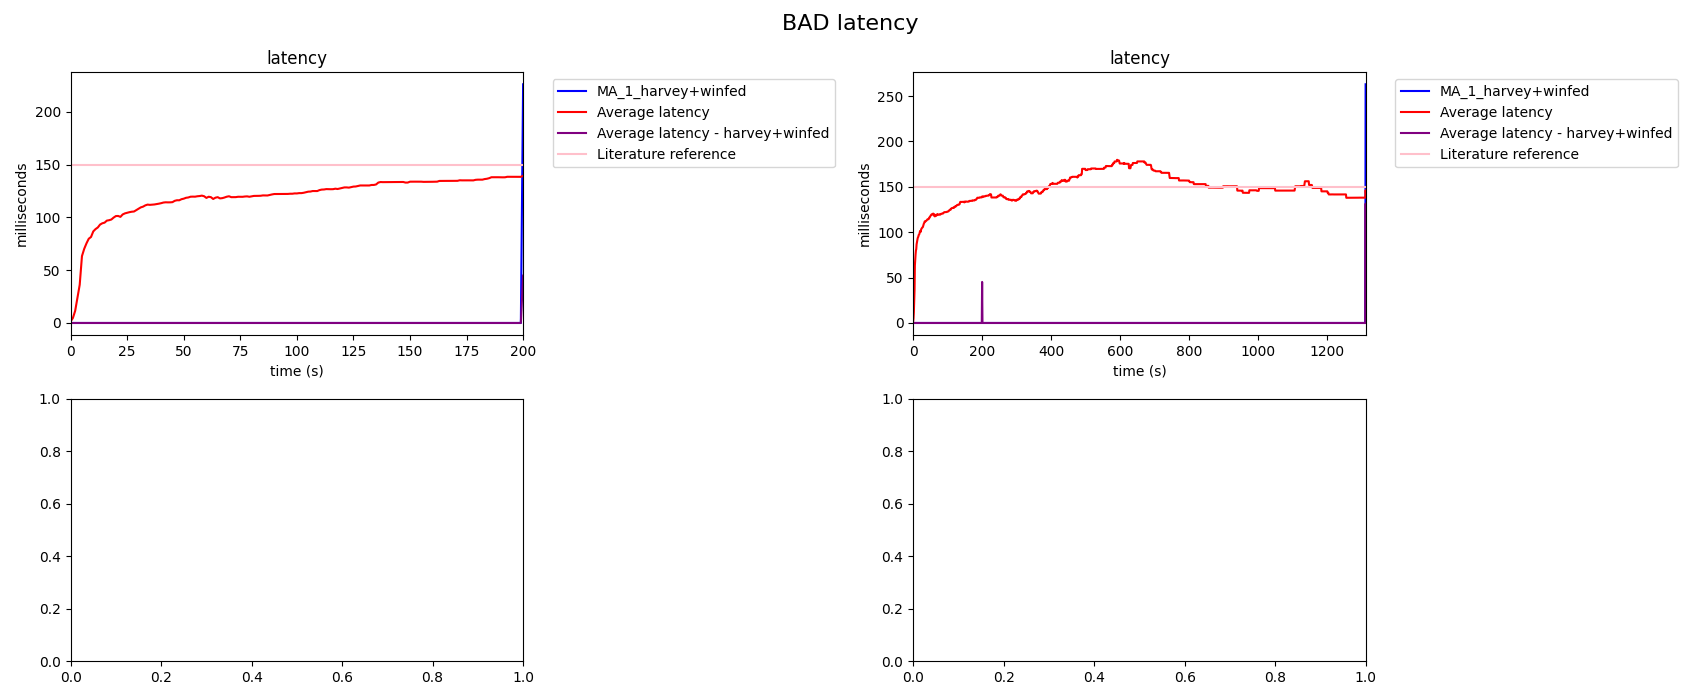 BAD latency
latency
milliseconds
200
150
100
50
0
0 25 50 75 100 125 150 175 200
time (s)
MA_1_harvey+winfed
Average latency
Average latency - harvey+winfed
Literature reference
latency
milliseconds
250
200
150
100
50
0
0 200 400 600 800 1000 1200
time (s)
MA_1_harvey+winfed
Average latency
Average latency - harvey+winfed
Literature reference
1.0
0.8
0.6
0.4
0.2
0.0
0.0 0.2 0.4 0.6 0.8 1.0
1.0
0.8
0.6
0.4
0.2
0.0
0.0 0.2 0.4 0.6 0.8 1.0